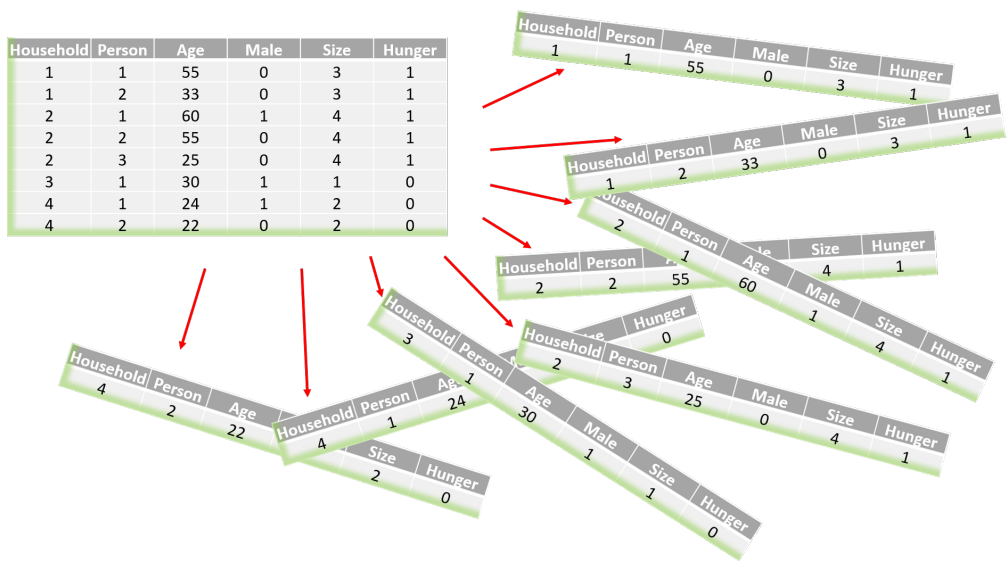 Household Person Age Male Size Hunger
1 1 55 0 3 1
1 2 33 0 3 1
2 1 60 1 4 1
2 2 55 0 4 1
2 3 25 0 4 1
3 1 30 1 1 0
4 1 24 1 2 0
4 2 22 0 2 0
Household Person Age Male Size Hunger
1 1 55 0 3 1
Household Person Age Male Size Hunger
1 2 33 0 3 1
Household Person Age Male Size Hunger
2 1 60 1 4 1
Household Person Size Hunger
2 2 55 4 1
Household Person Age Male Size Hunger
2 3 25 0 4 1
Household Person Age Male Size Hunger
3 1 30 1 1 0
Household Person Hunger
4 1 24 0
Household Person Age Size Hunger
4 2 22 2 0